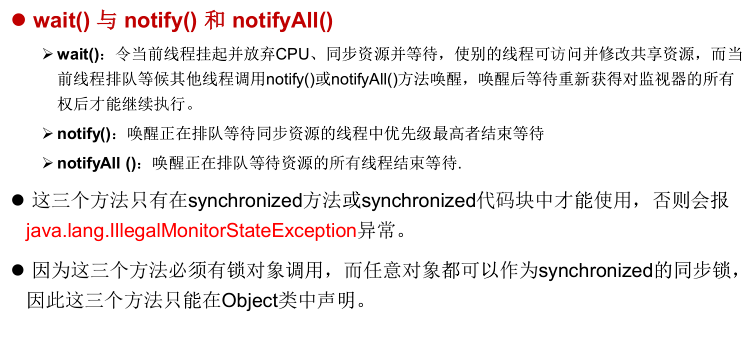 ● wait() 与 notify() 和 notifyAll()
➢ wait()：令当前线程挂起并放弃CPU、同步资源并等待，使别的线程可访问并修改共享资源，而当
前线程排队等候其他线程调用notify()或notifyAll()方法唤醒，唤醒后等待重新获得对监视器的所有
权后才能继续执行。
➢ notify()：唤醒正在排队等待同步资源的线程中优先级最高者结束等待
➢ notifyAll ()：唤醒正在排队等待资源的所有线程结束等待.
● 这三个方法只有在synchronized方法或synchronized代码块中才能使用，否则会报
java.lang.IllegalMonitorStateException异常。
● 因为这三个方法必须有锁对象调用，而任意对象都可以作为synchronized的同步锁，
因此这三个方法只能在Object类中声明。